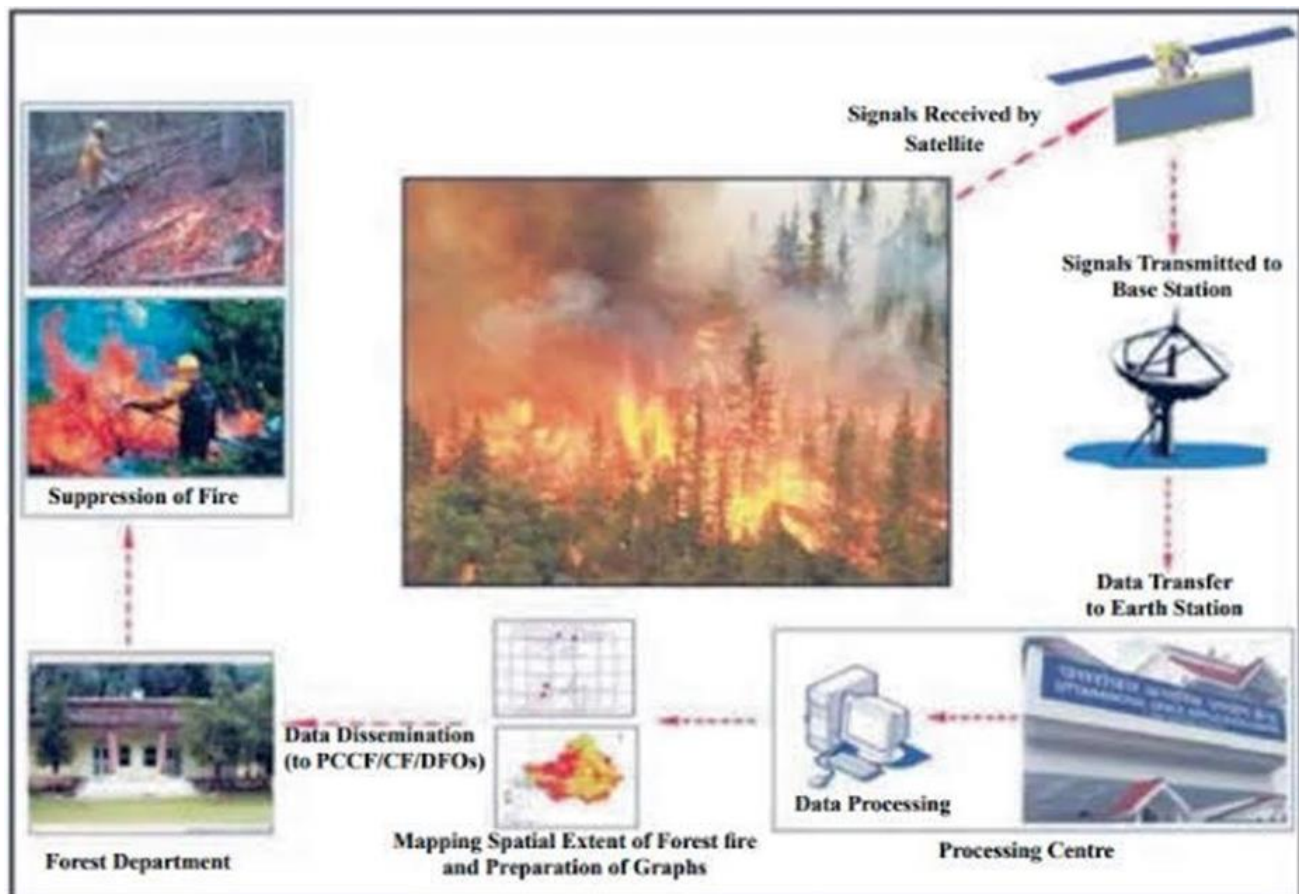 Signals Received by
Satellite
Signals Transmitted to
Base Station
Data Transfer
to Earth Station
Suppression of Fire
Data Dissemination
(to PCCF/CF/DFOs)
Data Processing
Mapping Spatial Extent of Forest fire
and Preparation of Graphs
Processing Centre
Forest Department